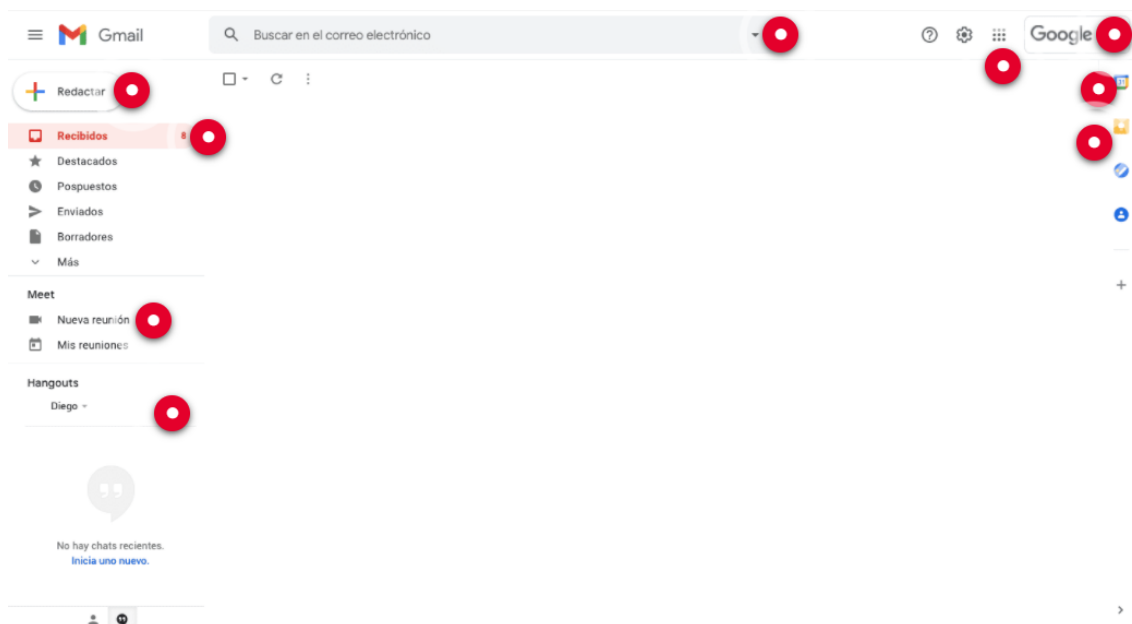 Gmail
Buscar en el correo electrónico
Google
Redactar
31
Recibidos 8
Destacados
Pospuestos
Enviados
Borradores
Más
Meet
Nueva reunión
Mis reuniones
Hangouts
Diego
No hay chats recientes.
Inicia uno nuevo.